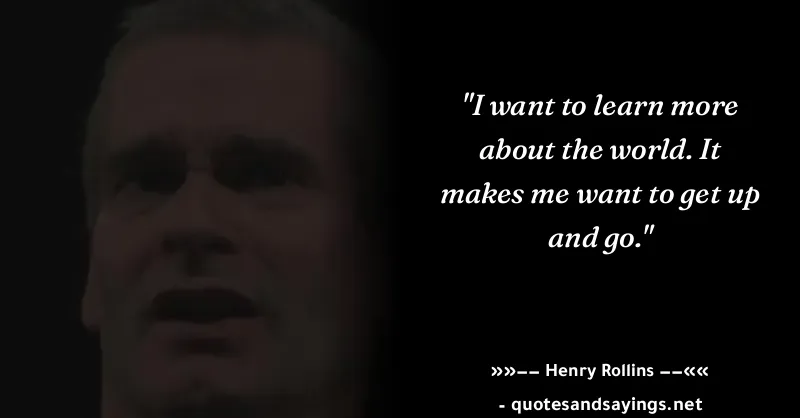 "I want to learn more
about the world. It
makes me want to get up
and go."
»»–– Henry Rollins ––««
- quotesandsayings.net